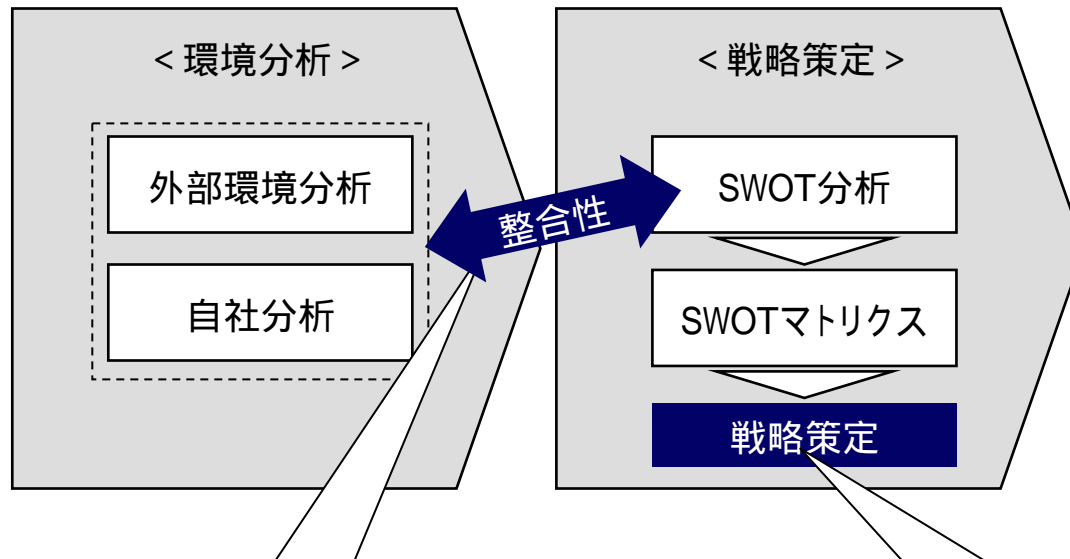 ＜環境分析＞
外部環境分析
自社分析
整合性
＜戦略策定＞
SWOT分析
SWOTマトリクス
戦略策定